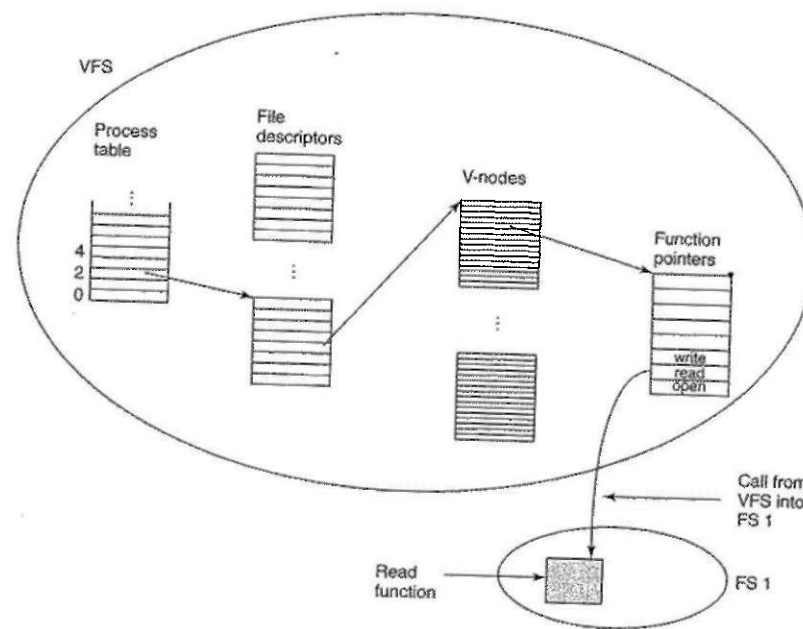 VFS
Process
table
File
descriptors
V-nodes
Function
pointers
4
2
0
write
read
open
Call from
VFS into
FS 1
Read
function
FS 1